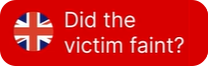 Did the
victim faint?